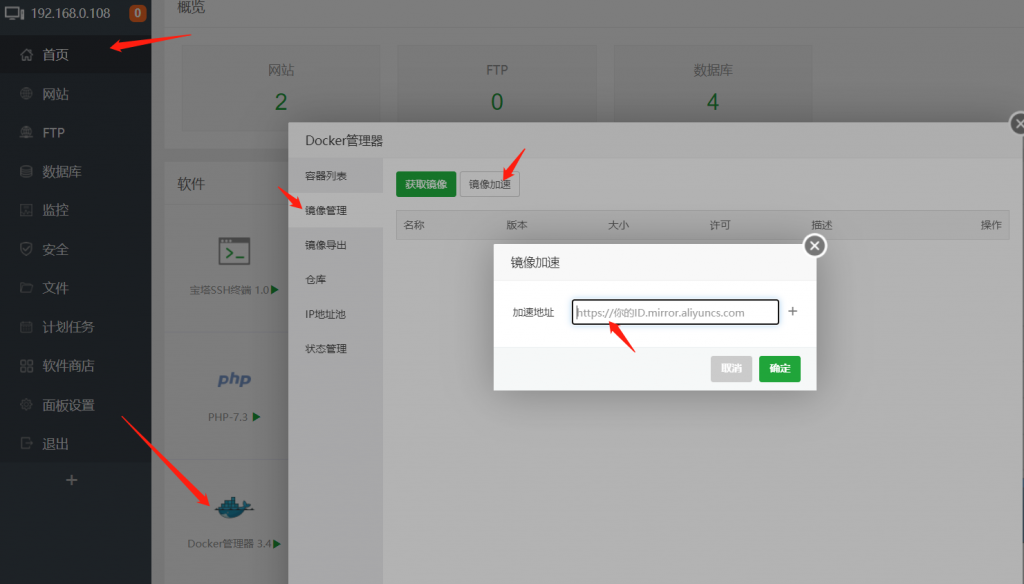 192.168.0.108 0
首页
网站
FTP
数据库
监控
安全
文件
计划任务
软件商店
面板设置
退出
+
概览
网站 FTP 数据库
2 0 4
软件
>_
宝塔SSH终端 1.0
php
PHP-7.3
Docker管理器 3.4
Docker管理器
容器列表
镜像管理
镜像导出
仓库
IP地址池
状态管理
获取镜像 镜像加速
名称 版本 大小 许可 描述 操作
镜像加速
加速地址 https://你的ID.mirror.aliyuncs.com +
取消 确定